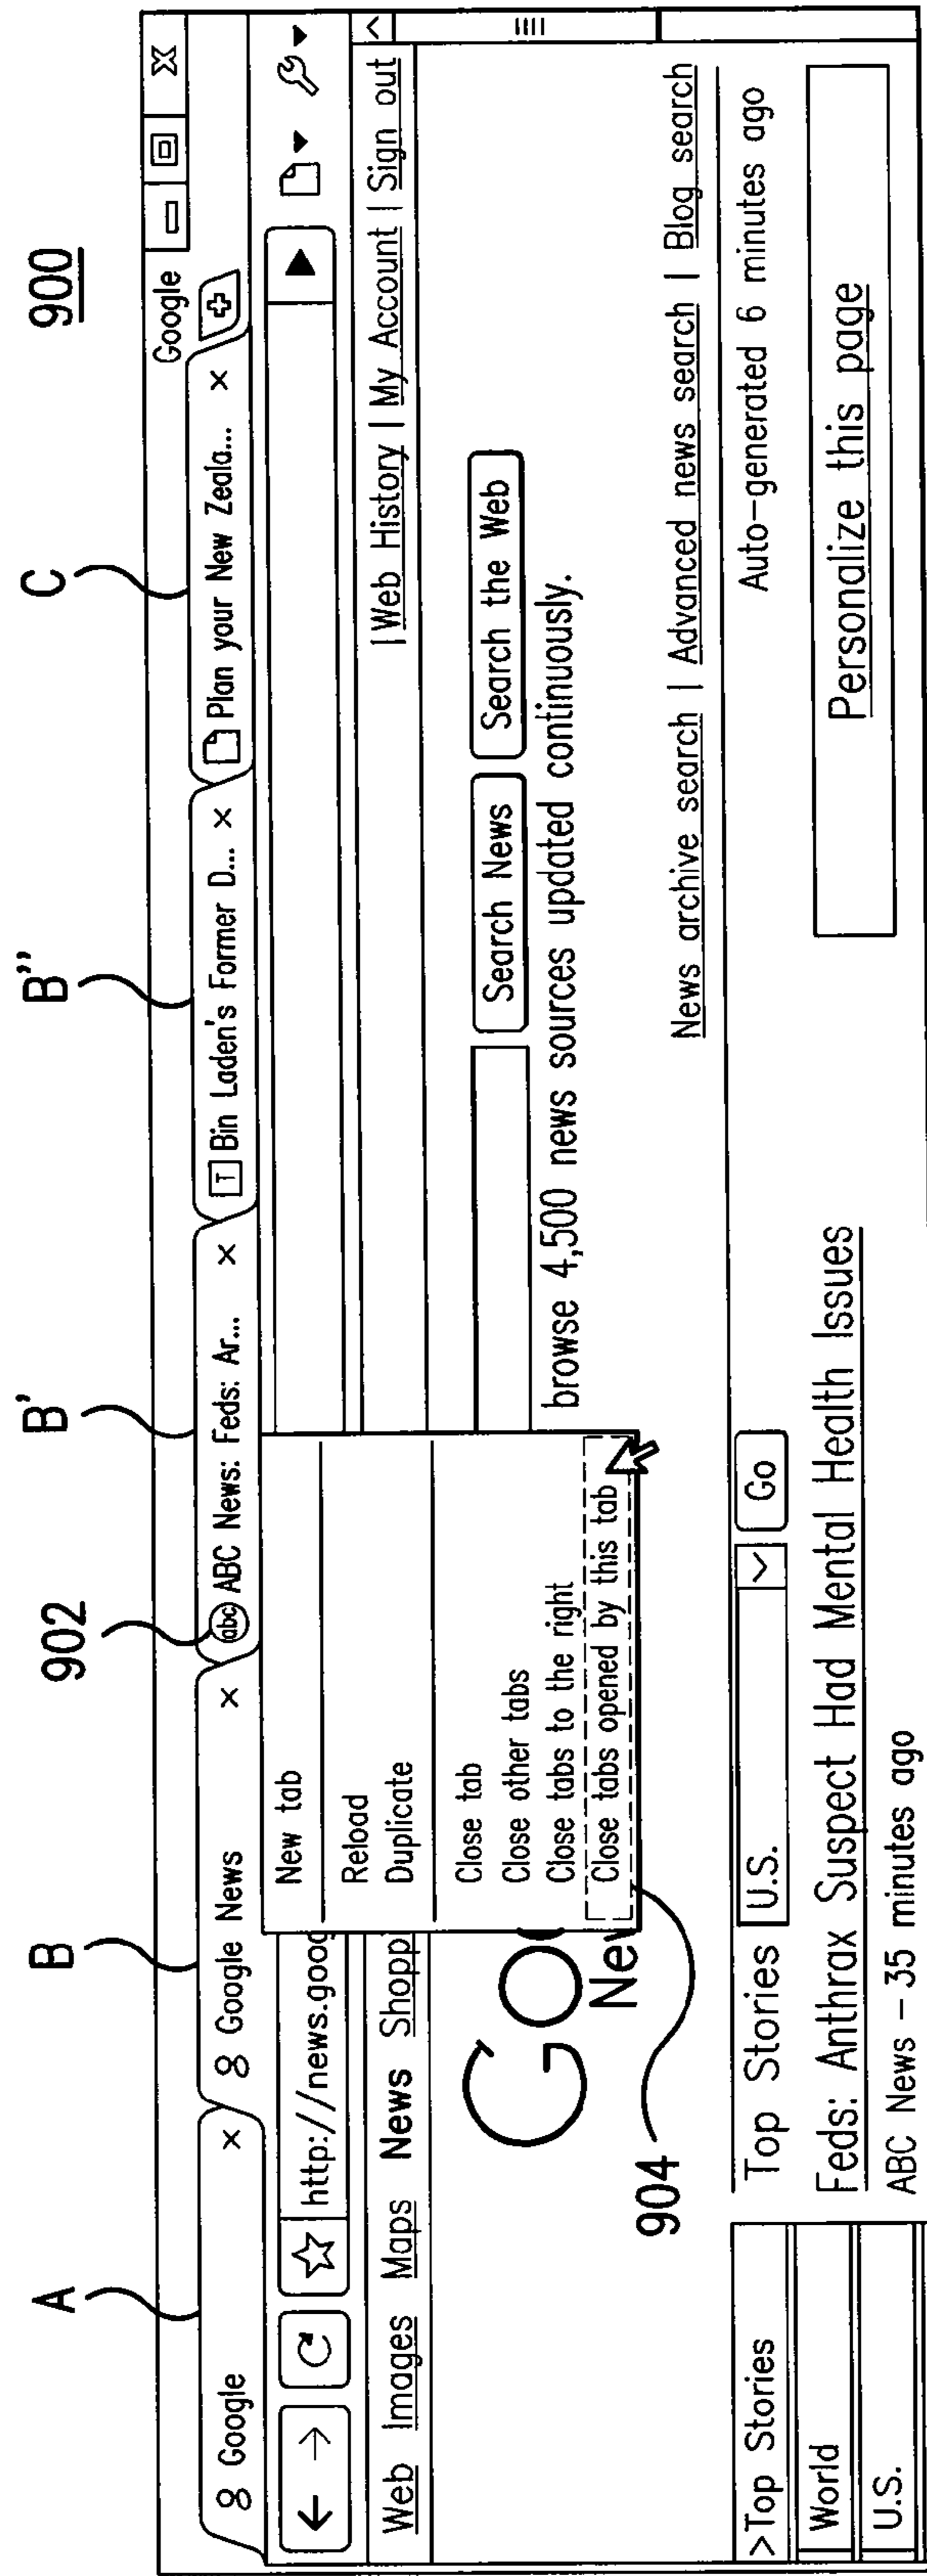 900
A B B' B'' C
902
Google
Google × Google News × abc ABC News: Feds: Ar... × T Bin Laden's Former D... × Plan your New Zeala... ×
http://news.goog
Web Images Maps News Shopp | Web History | My Account | Sign out
New tab
Reload
Duplicate
Close tab
Close other tabs
Close tabs to the right
Close tabs opened by this tab
Go
New
Search News Search the Web
browse 4,500 news sources updated continuously.
904
News archive search | Advanced news search | Blog search
>Top Stories
World
U.S.
Top Stories U.S. Go Auto-generated 6 minutes ago
Feds: Anthrax Suspect Had Mental Health Issues
Personalize this page
ABC News - 35 minutes ago